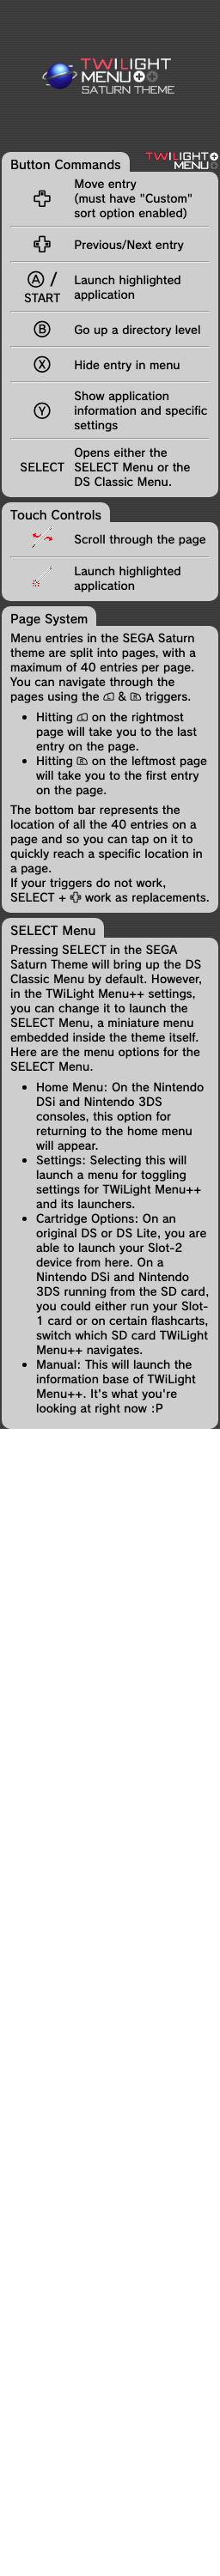 TWiLIGHT
MENU++
SATURN THEME
Button Commands
TWiLIGHT
MENU++
Move entry
(must have "Custom"
sort option enabled)
Previous/Next entry
Ⓐ /
START
Launch highlighted
application
Ⓑ
Go up a directory level
Ⓧ
Hide entry in menu
Ⓨ
Show application
information and specific
settings
SELECT
Opens either the
SELECT Menu or the
DS Classic Menu.
Touch Controls
Scroll through the page
Launch highlighted
application
Page System
Menu entries in the SEGA Saturn
theme are split into pages, with a
maximum of 40 entries per page.
You can navigate through the
pages using the L & R triggers.
• Hitting L on the rightmost
page will take you to the last
entry on the page.
• Hitting R on the leftmost page
will take you to the first entry
on the page.
The bottom bar represents the
location of all the 40 entries on a
page and so you can tap on it to
quickly reach a specific location in
a page.
If your triggers do not work,
SELECT + work as replacements.
SELECT Menu
Pressing SELECT in the SEGA
Saturn Theme will bring up the DS
Classic Menu by default. However,
in the TWiLight Menu++ settings,
you can change it to launch the
SELECT Menu, a miniature menu
embedded inside the theme itself.
Here are the menu options for the
SELECT Menu.
• Home Menu: On the Nintendo
DSi and Nintendo 3DS
consoles, this option for
returning to the home menu
will appear.
• Settings: Selecting this will
launch a menu for toggling
settings for TWiLight Menu++
and its launchers.
• Cartridge Options: On an
original DS or DS Lite, you are
able to launch your Slot-2
device from here. On a
Nintendo DSi and Nintendo
3DS running from the SD card,
you could either run your Slot-
1 card or on certain flashcarts,
switch which SD card TWiLight
Menu++ navigates.
• Manual: This will launch the
information base of TWiLight
Menu++. It's what you're
looking at right now :P